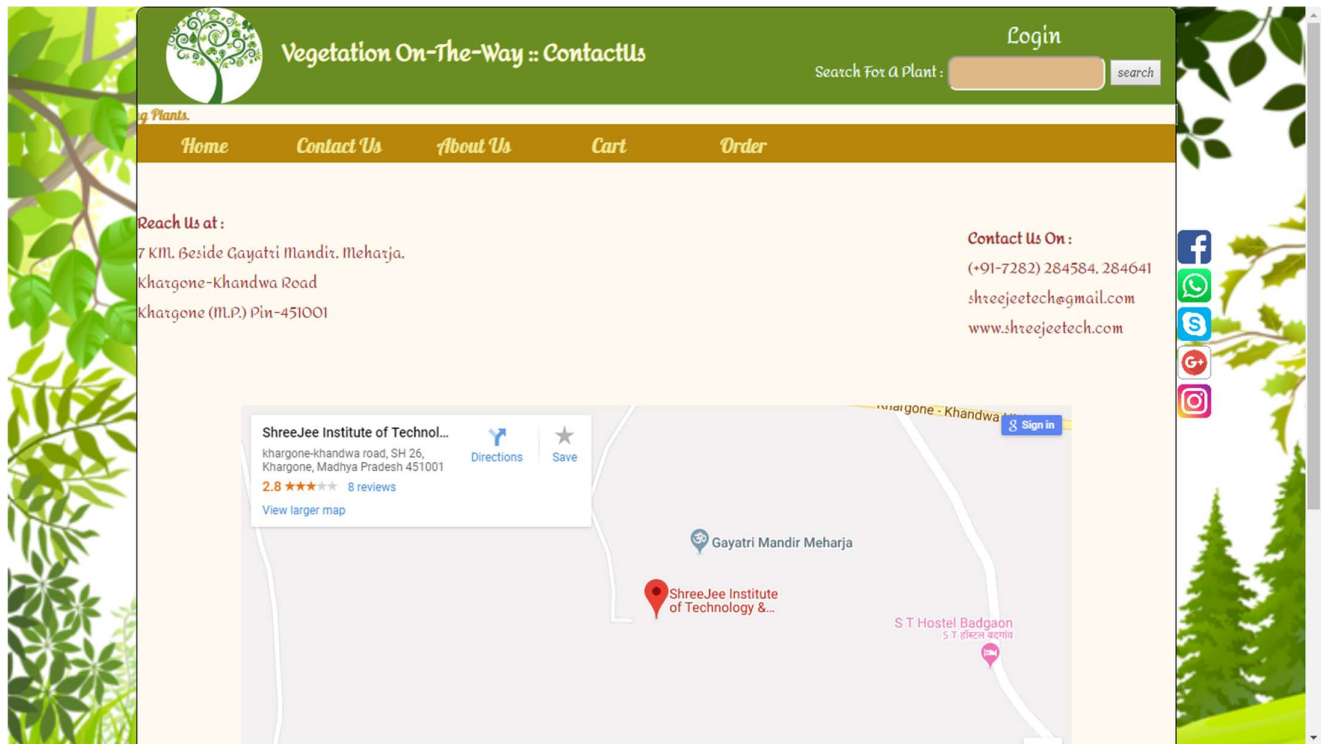 Vegetation On-The-Way :: ContactUs
Login
Search For A Plant :
search
Plants.
Home Contact Us About Us Cart Order
Reach Us at :
7 KM, Beside Gayatri Mandir, Meharja,
Khargone-Khandwa Road
Khargone (M.P.) Pin-451001
Contact Us On :
(+91-7282) 284584, 284641
shreejeetech@gmail.com
www.shreejeetech.com
ShreeJee Institute of Technol...
khargone-khandwa road, SH 26,
Khargone, Madhya Pradesh 451001
2.8 8 reviews
View larger map
Directions
Save
Khargone - Khandwa
Sign in
Gayatri Mandir Meharja
ShreeJee Institute
of Technology &...
S T Hostel Badgaon
S T हॉस्टल बदगांव